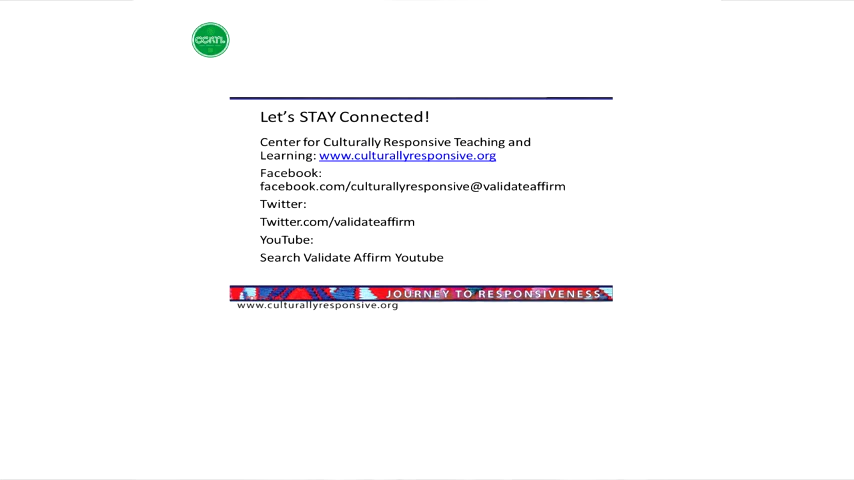 Let's STAY Connected!
Center for Culturally Responsive Teaching and
Learning: www.culturallyresponsive.org
Facebook:
facebook.com/culturallyresponsive@validateaffirm
Twitter:
Twitter.com/validateaffirm
YouTube:
Search Validate Affirm Youtube
JOURNEY TO RESPONSIVENESS
www.culturallyresponsive.org